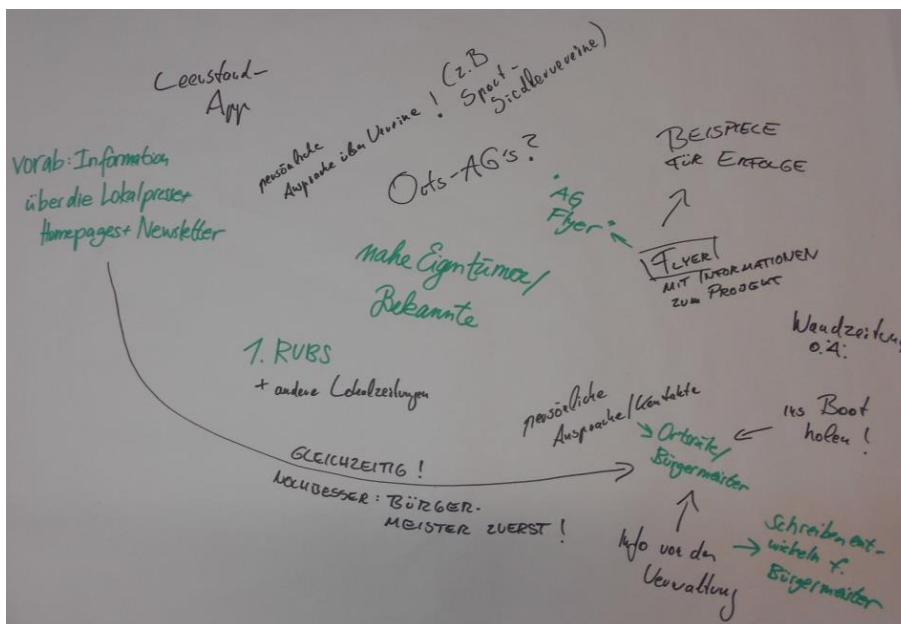 Leerstand-
App
persönliche
Ansprache über Vereine ! (z.B
Sport-
Siedlervereine)
vorab: Information
über die Lokalpresse+
Homepages+ Newsletter
Orts-AG's?
BEISPIELE
FÜR ERFOLGE
"AG
Flyer"
FLYER
MIT INFORMATIONEN
ZUM PROJEKT
nahe Eigentümer/
Bekannte
Wandzeitung
o.Ä.
1. RUBS
+ andere Lokalzeitungen
persönliche
Ansprache/Kontakte
Ortsräte/
Bürgermeister
ins Boot
holen !
GLEICHZEITIG !
NOCHBESSER: BÜRGER-
MEISTER ZUERST !
Info von der
Verwaltung
Schreiben ent-
wickeln f.
Bürgermeister